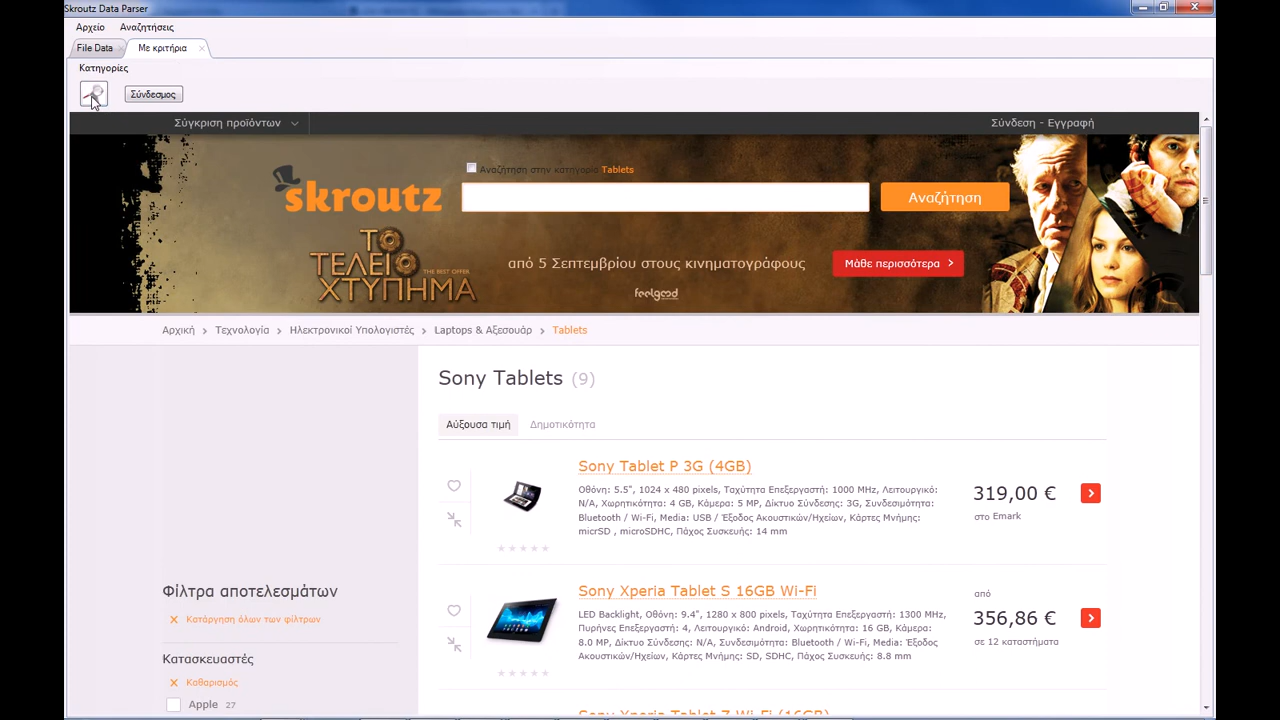 Skroutz Data Parser
Αρχείο Αναζητήσεις
File Data Με κριτήρια
Κατηγορίες
Σύνδεσμος
Σύγκριση προϊόντων Σύνδεση - Εγγραφή
Αναζήτηση στην κατηγορία Tablets
skroutz Αναζήτηση
ΤΟ
ΤΕΛΕΙΟ THE BEST OFFER
ΧΤΥΠΗΜΑ
από 5 Σεπτεμβρίου στους κινηματογράφους Μάθε περισσότερα
feelgood
Αρχική Τεχνολογία Ηλεκτρονικοί Υπολογιστές Laptops & Αξεσουάρ Tablets
Sony Tablets (9)
Αύξουσα τιμή Δημοτικότητα
Sony Tablet P 3G (4GB)
Οθόνη: 5.5", 1024 x 480 pixels, Ταχύτητα Επεξεργαστή: 1000 MHz, Λειτουργικό:
N/A, Χωρητικότητα: 4 GB, Κάμερα: 5 MP, Δίκτυο Σύνδεσης: 3G, Συνδεσιμότητα:
Bluetooth / Wi-Fi, Media: USB / Έξοδος Ακουστικών/Ηχείων, Κάρτες Μνήμης:
micrSD , microSDHC, Πάχος Συσκευής: 14 mm
319,00 €
στο Emark
Sony Xperia Tablet S 16GB Wi-Fi
LED Backlight, Οθόνη: 9.4", 1280 x 800 pixels, Ταχύτητα Επεξεργαστή: 1300 MHz,
Πυρήνες Επεξεργαστή: 4, Λειτουργικό: Android, Χωρητικότητα: 16 GB, Κάμερα:
8.0 MP, Δίκτυο Σύνδεσης: N/A, Συνδεσιμότητα: Bluetooth / Wi-Fi, Media: Έξοδος
Ακουστικών/Ηχείων, Κάρτες Μνήμης: SD, SDHC, Πάχος Συσκευής: 8.8 mm
από
356,86 €
σε 12 καταστήματα
Φίλτρα αποτελεσμάτων
Κατάργηση όλων των φίλτρων
Κατασκευαστές
Καθαρισμός
Apple 27
Sony Xperia Tablet Z Wi-Fi (16GB)